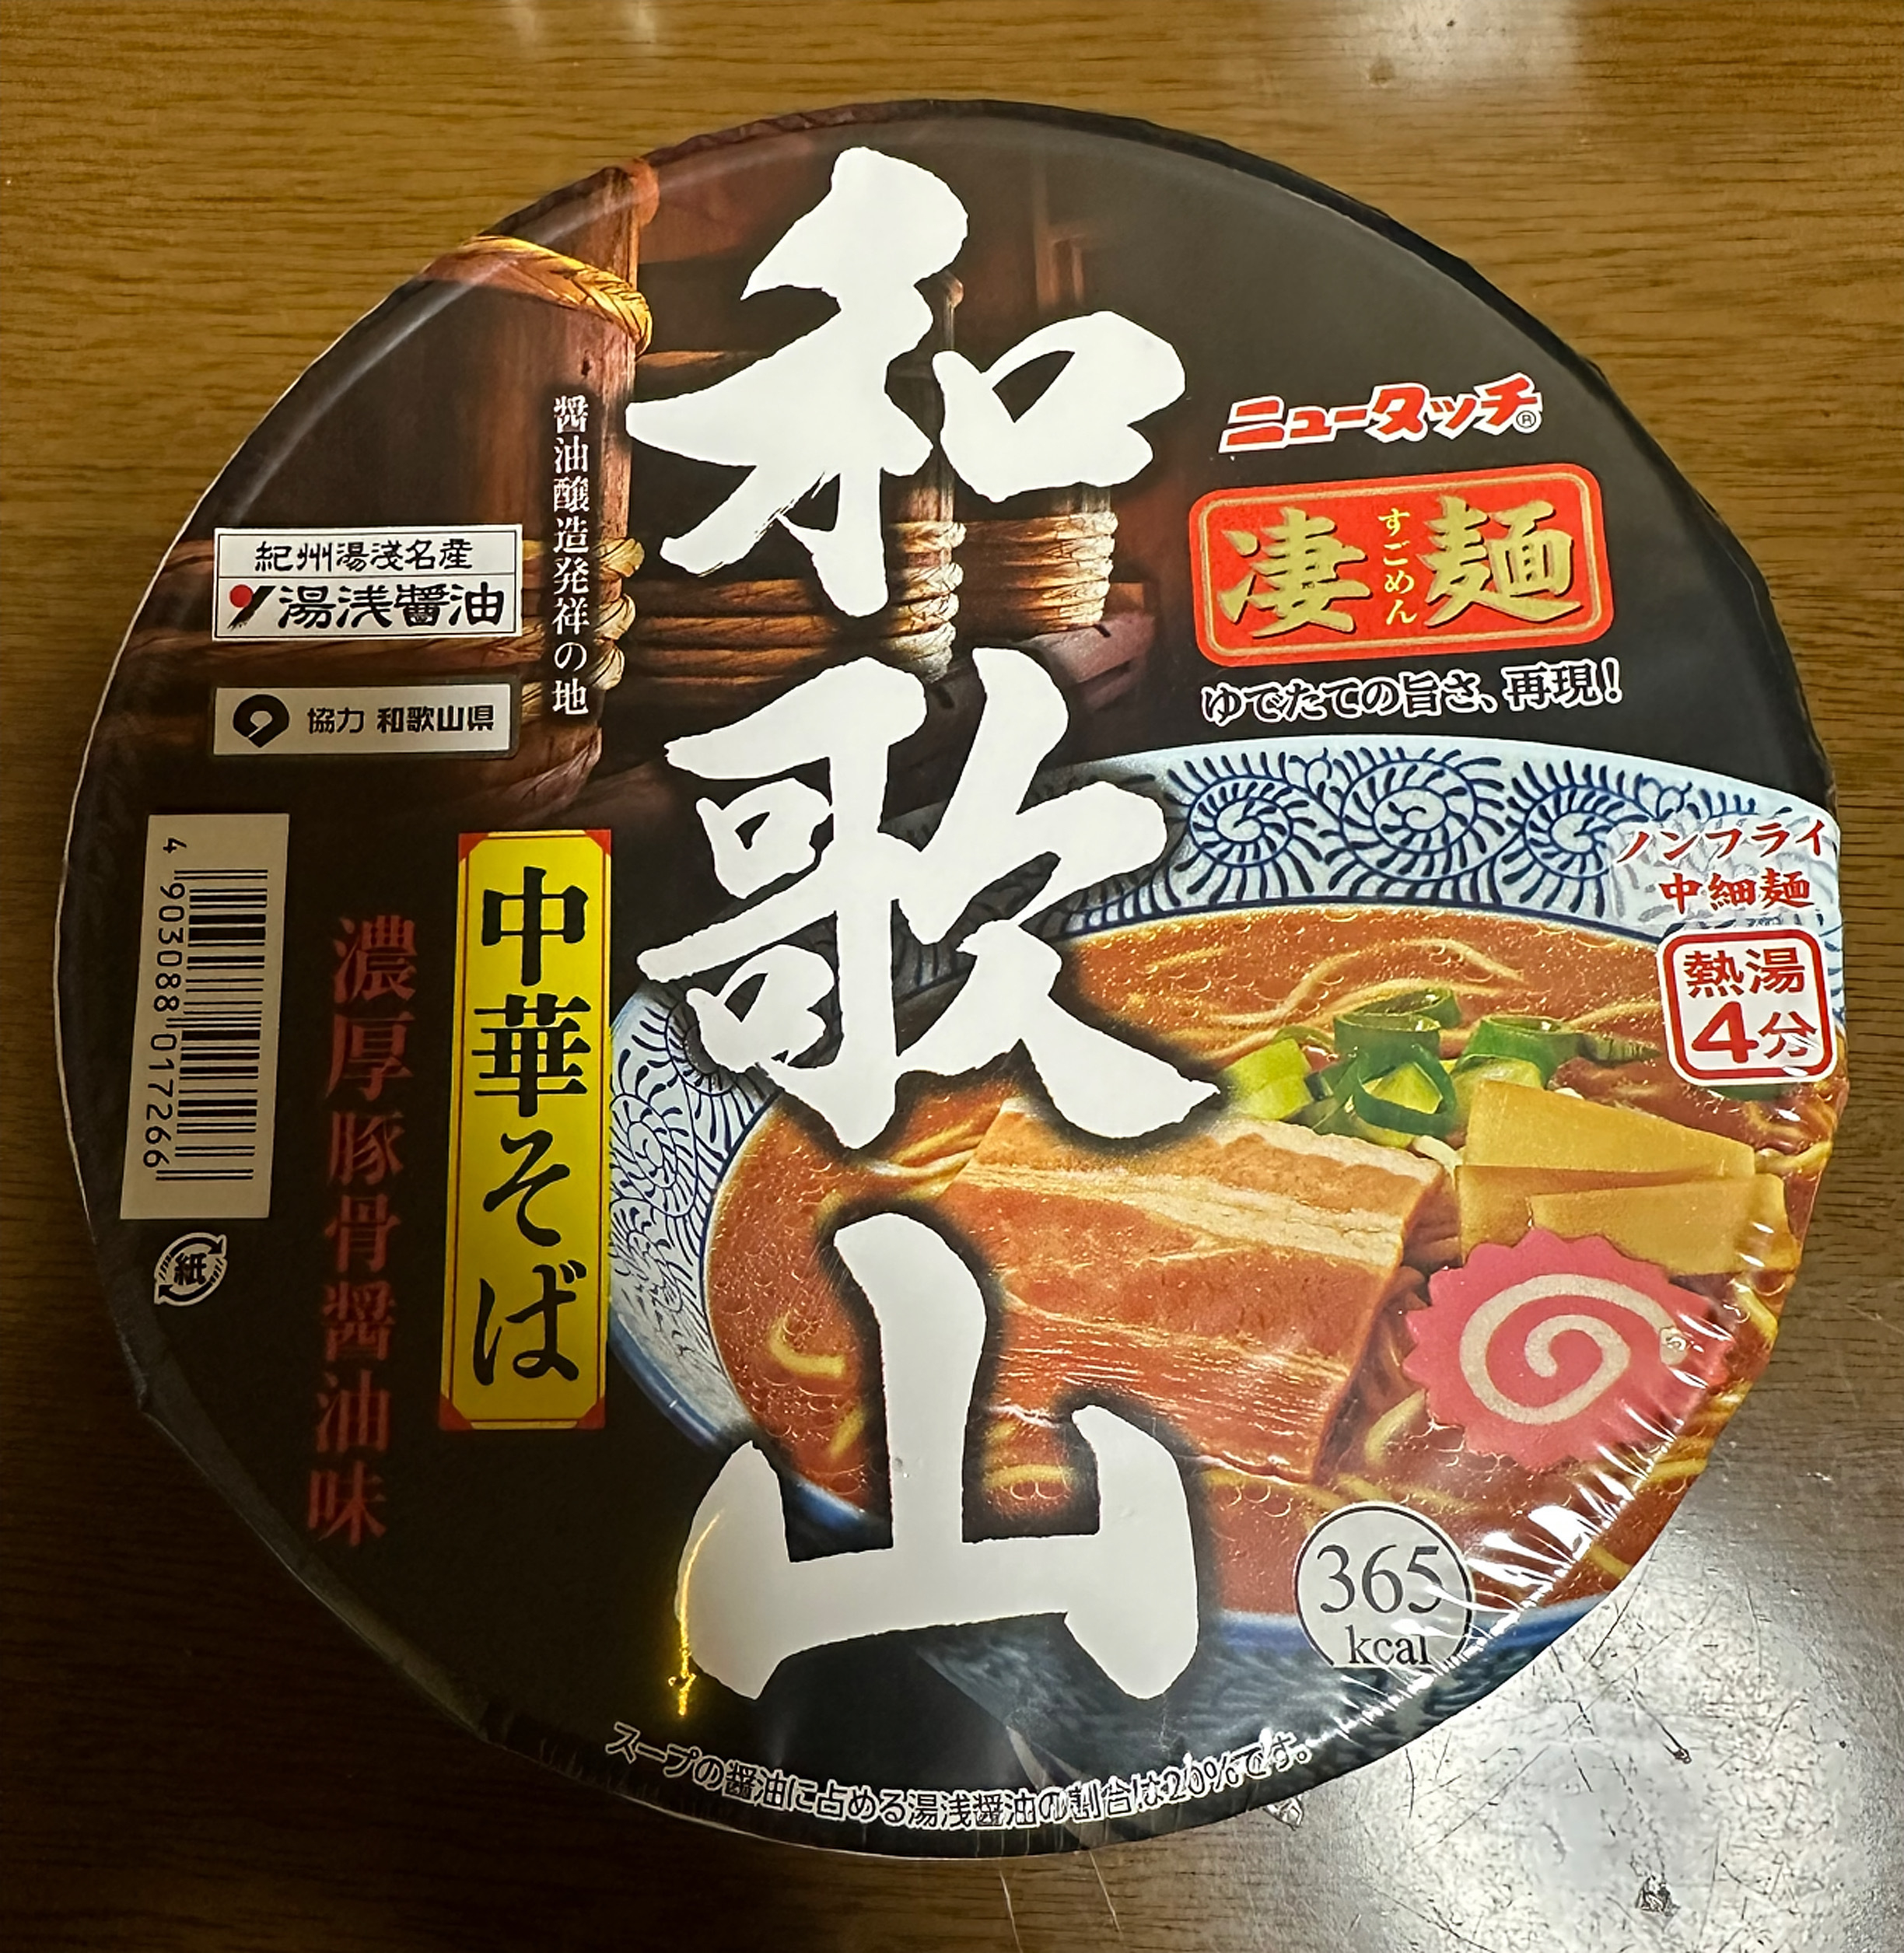 和歌山
ニュータッチ®
凄麺
すごめん
ゆでたての旨さ、再現！
醤油醸造発祥の地
紀州湯浅名産
湯浅醤油
協力 和歌山県
中華そば
濃厚豚骨醤油味
ノンフライ
中細麺
熱湯
4分
365
kcal
4 903088 017266
紙
スープの醤油に占める湯浅醤油の割合は20%です。